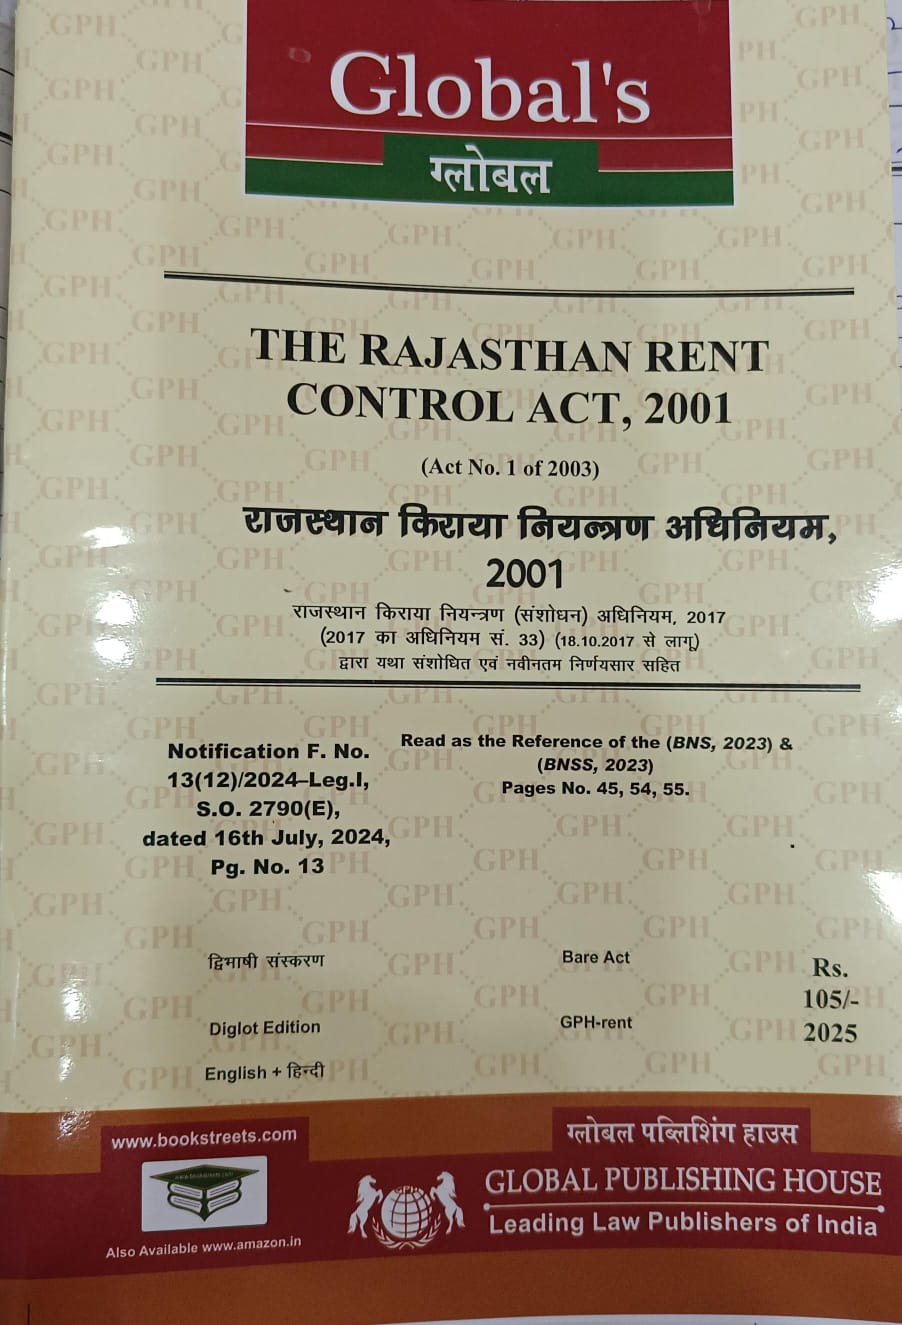 Global's
ग्लोबल
THE RAJASTHAN RENT
CONTROL ACT, 2001
(Act No. 1 of 2003)
राजस्थान किराया नियन्त्रण अधिनियम,
2001
राजस्थान किराया नियन्त्रण (संशोधन) अधिनियम, 2017
(2017 का अधिनियम सं. 33) (18.10.2017 से लागू)
द्वारा यथा संशोधित एवं नवीनतम निर्णयसार सहित
Notification F. No.
13(12)/2024–Leg.I,
S.O. 2790(E),
dated 16th July, 2024,
Pg. No. 13
Read as the Reference of the (BNS, 2023) &
(BNSS, 2023)
Pages No. 45, 54, 55.
द्विभाषी संस्करण
Bare Act
Rs.
105/-
2025
Diglot Edition
GPH-rent
English + हिन्दी
www.bookstreets.com
www.bookstreets.com
Also Available www.amazon.in
ग्लोबल पब्लिशिंग हाउस
GPH
GLOBAL PUBLISHING HOUSE
Leading Law Publishers of India